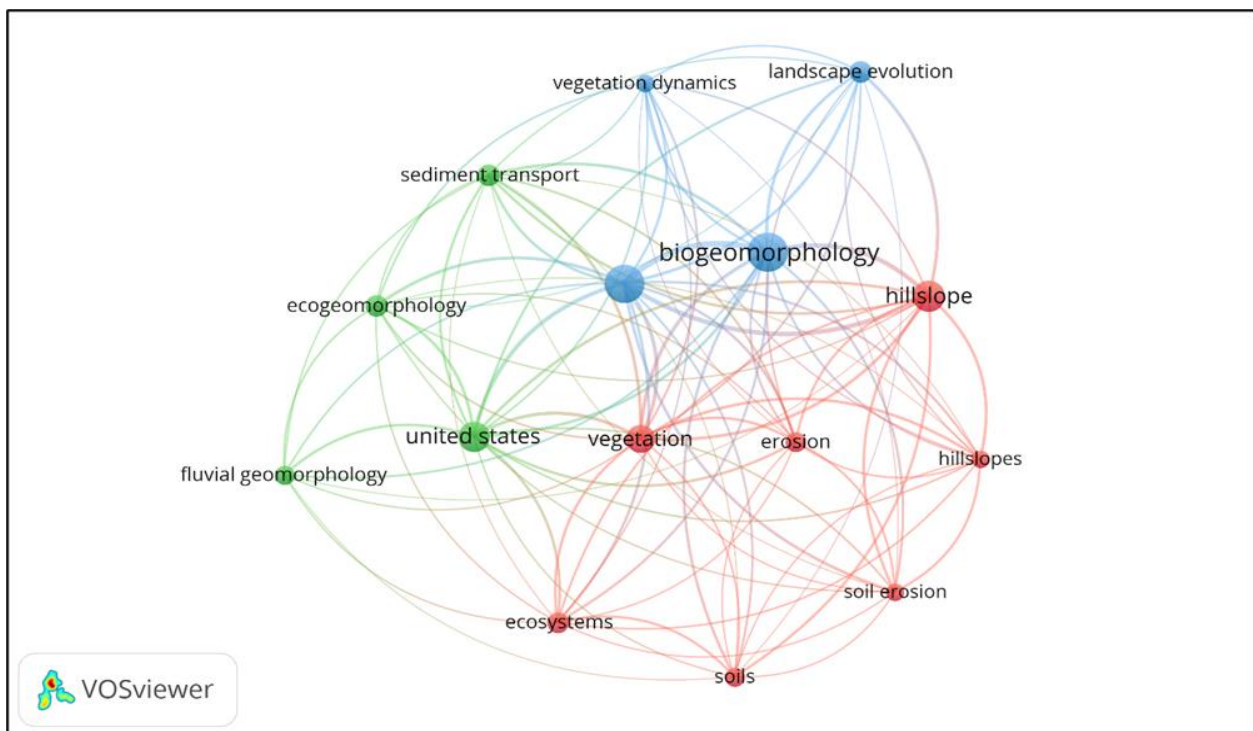 landscape evolution
vegetation dynamics
sediment transport
biogeomorphology
hillslope
ecogeomorphology
united states
vegetation
erosion
hillslopes
fluvial geomorphology
soil erosion
ecosystems
soils
VOSviewer